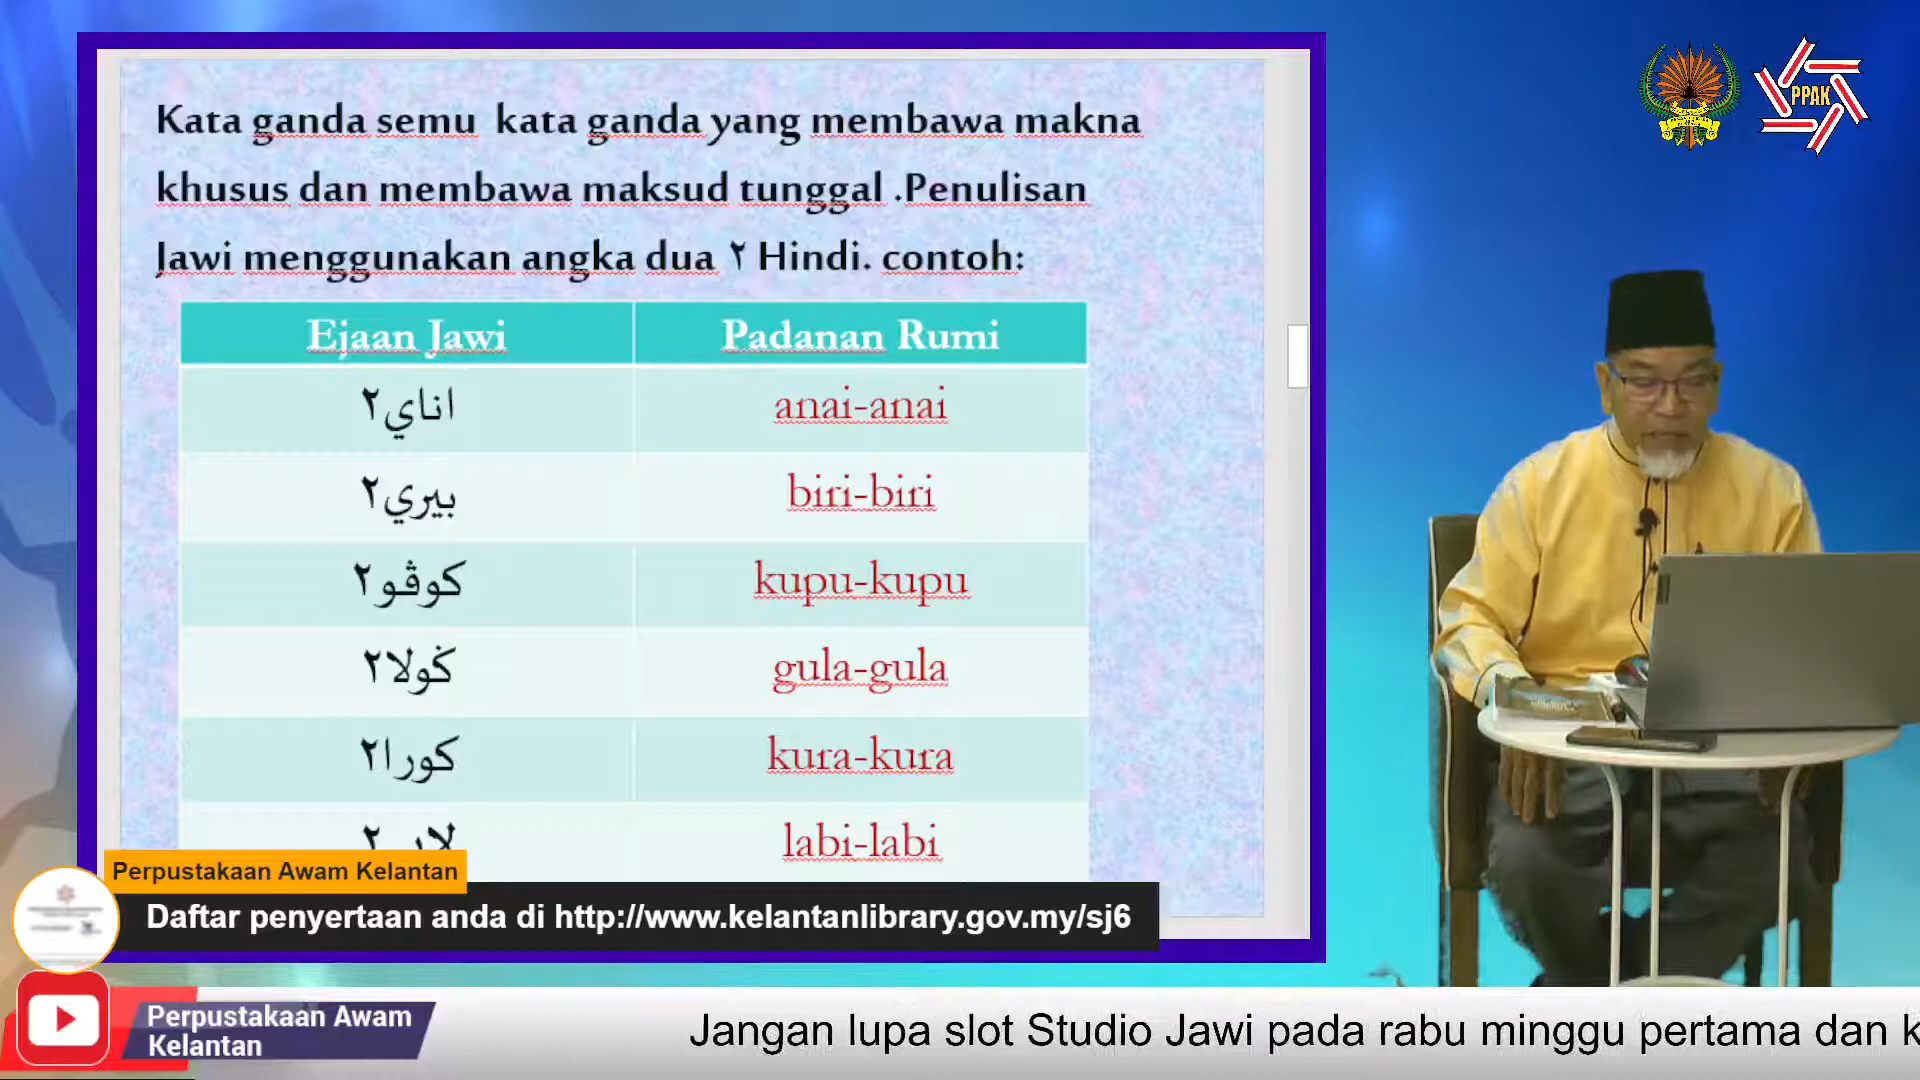 PPAK
Kata ganda semu kata ganda yang membawa makna
khusus dan membawa maksud tunggal .Penulisan
Jawi menggunakan angka dua ٢ Hindi. contoh:
Ejaan Jawi Padanan Rumi
اناي٢ anai-anai
بيري٢ biri-biri
كوڤو٢ kupu-kupu
ݢولا٢ gula-gula
كورا٢ kura-kura
labi-labi
Perpustakaan Awam Kelantan
Daftar penyertaan anda di http://www.kelantanlibrary.gov.my/sj6
Perpustakaan Awam
Kelantan
Jangan lupa slot Studio Jawi pada rabu minggu pertama dan k